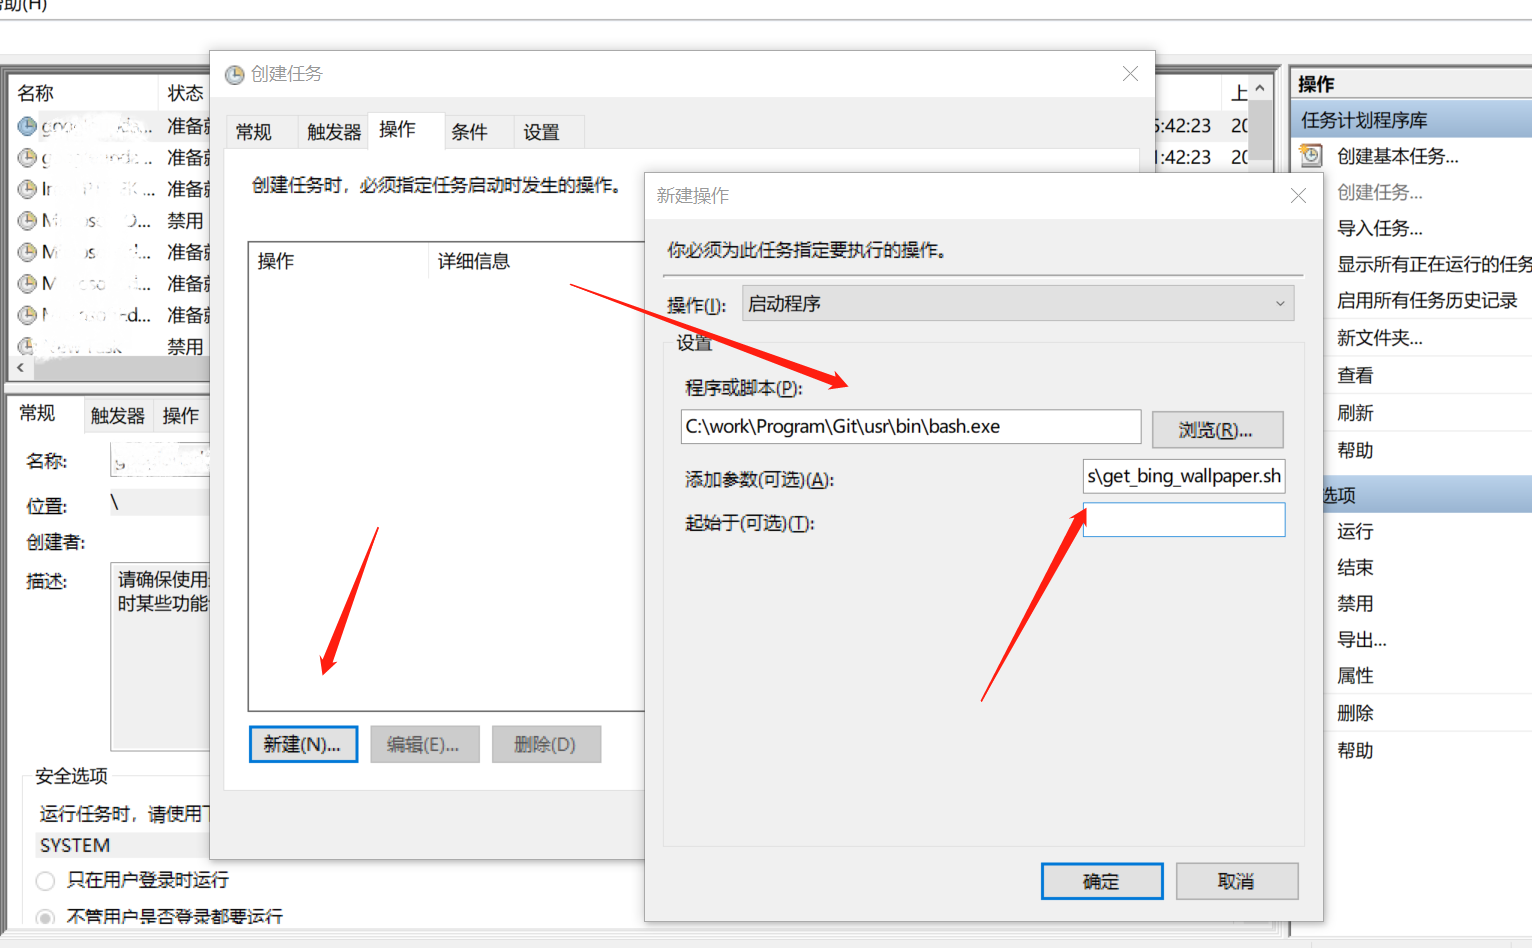 帮助(H)
名称
状态
上
准备就
准备就
准备就
禁用
准备就
准备就
准备就
禁用
:42:23 20
:42:23 20
常规
触发器
操作
名称:
位置:
\
创建者:
描述:
请确保使用
时某些功能
安全选项
运行任务时，请使用下
SYSTEM
只在用户登录时运行
不管用户是否登录都要运行
创建任务
常规
触发器
操作
条件
设置
创建任务时，必须指定任务启动时发生的操作。
操作
详细信息
新建(N)...
编辑(E)...
删除(D)
新建操作
你必须为此任务指定要执行的操作。
操作(I):
启动程序
设置
程序或脚本(P):
C:\work\Program\Git\usr\bin\bash.exe
浏览(R)...
添加参数(可选)(A):
s\get_bing_wallpaper.sh
起始于(可选)(T):
确定
取消
操作
任务计划程序库
创建基本任务...
创建任务...
导入任务...
显示所有正在运行的任务
启用所有任务历史记录
新文件夹...
查看
刷新
帮助
选项
运行
结束
禁用
导出...
属性
删除
帮助